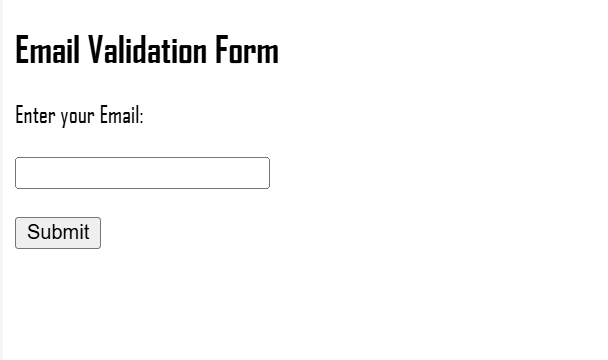 Email Validation Form
Enter your Email:
Submit